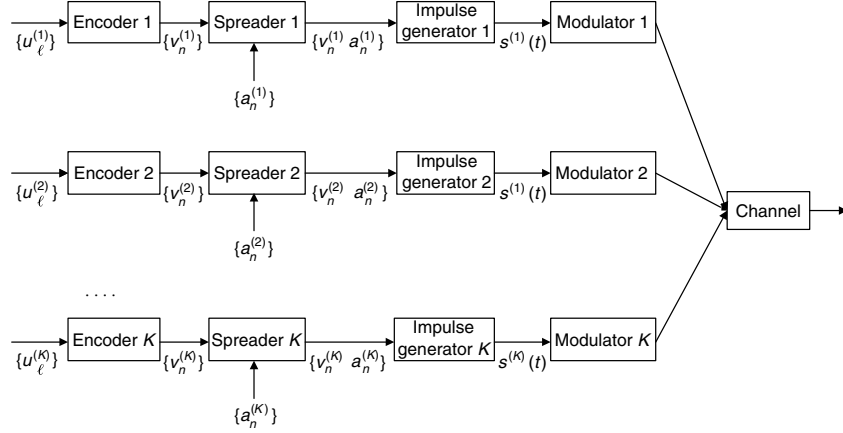 Encoder 1
Spreader 1
Impulse
generator 1
Modulator 1
{u_ℓ^(1)}
{v_n^(1)}
{v_n^(1) a_n^(1)}
s^(1)(t)
{a_n^(1)}
Encoder 2
Spreader 2
Impulse
generator 2
Modulator 2
{u_ℓ^(2)}
{v_n^(2)}
{v_n^(2) a_n^(2)}
s^(1)(t)
Channel
{a_n^(2)}
. . . .
Encoder K
Spreader K
Impulse
generator K
Modulator K
{u_ℓ^(K)}
{v_n^(K)}
{v_n^(K) a_n^(K)}
s^(K)(t)
{a_n^(K)}